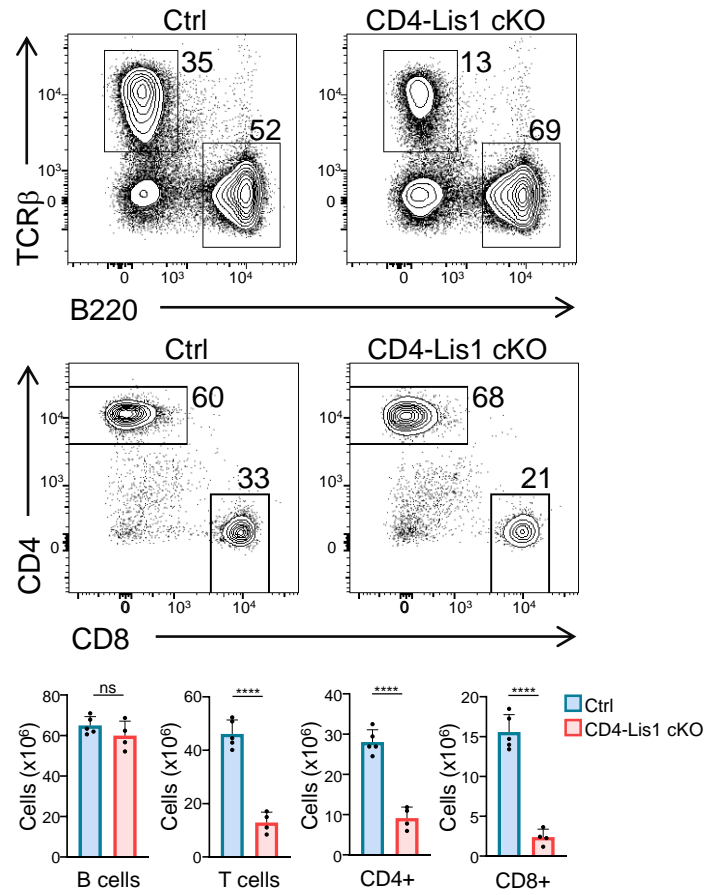 Ctrl CD4-Lis1 cKO
35 13
10⁴ 10⁴
52 69
10³ 10³
0 0
TCRβ
0 10³ 10⁴ 0 10³ 10⁴
B220
Ctrl CD4-Lis1 cKO
60 68
10⁴ 10⁴
33 21
10³ 10³
0 0
CD4
0 10³ 10⁴ 0 10³ 10⁴
CD8
ns **** **** ****
80 60 40 20
60 40 30 15
40 20 20 10
20 10 5
0 0 0 0
Cells (x10⁶) Cells (x10⁶) Cells (x10⁶) Cells (x10⁶)
Ctrl
CD4-Lis1 cKO
B cells T cells CD4+ CD8+